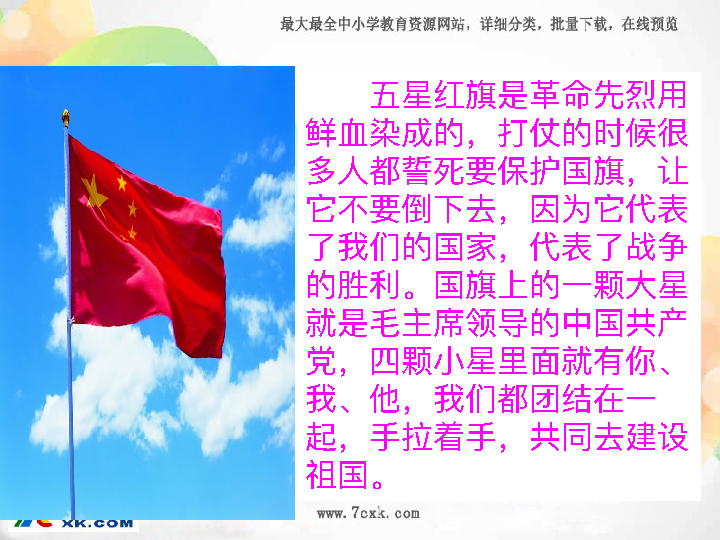 最大最全中小学教育资源网站，详细分类，批量下载，在线预览
五星红旗是革命先烈用
鲜血染成的，打仗的时候很
多人都誓死要保护国旗，让
它不要倒下去，因为它代表
了我们的国家，代表了战争
的胜利。国旗上的一颗大星
就是毛主席领导的中国共产
党，四颗小星里面就有你、
我、他，我们都团结在一
起，手拉着手，共同去建设
祖国。
www.7cxk.com
XK.COM